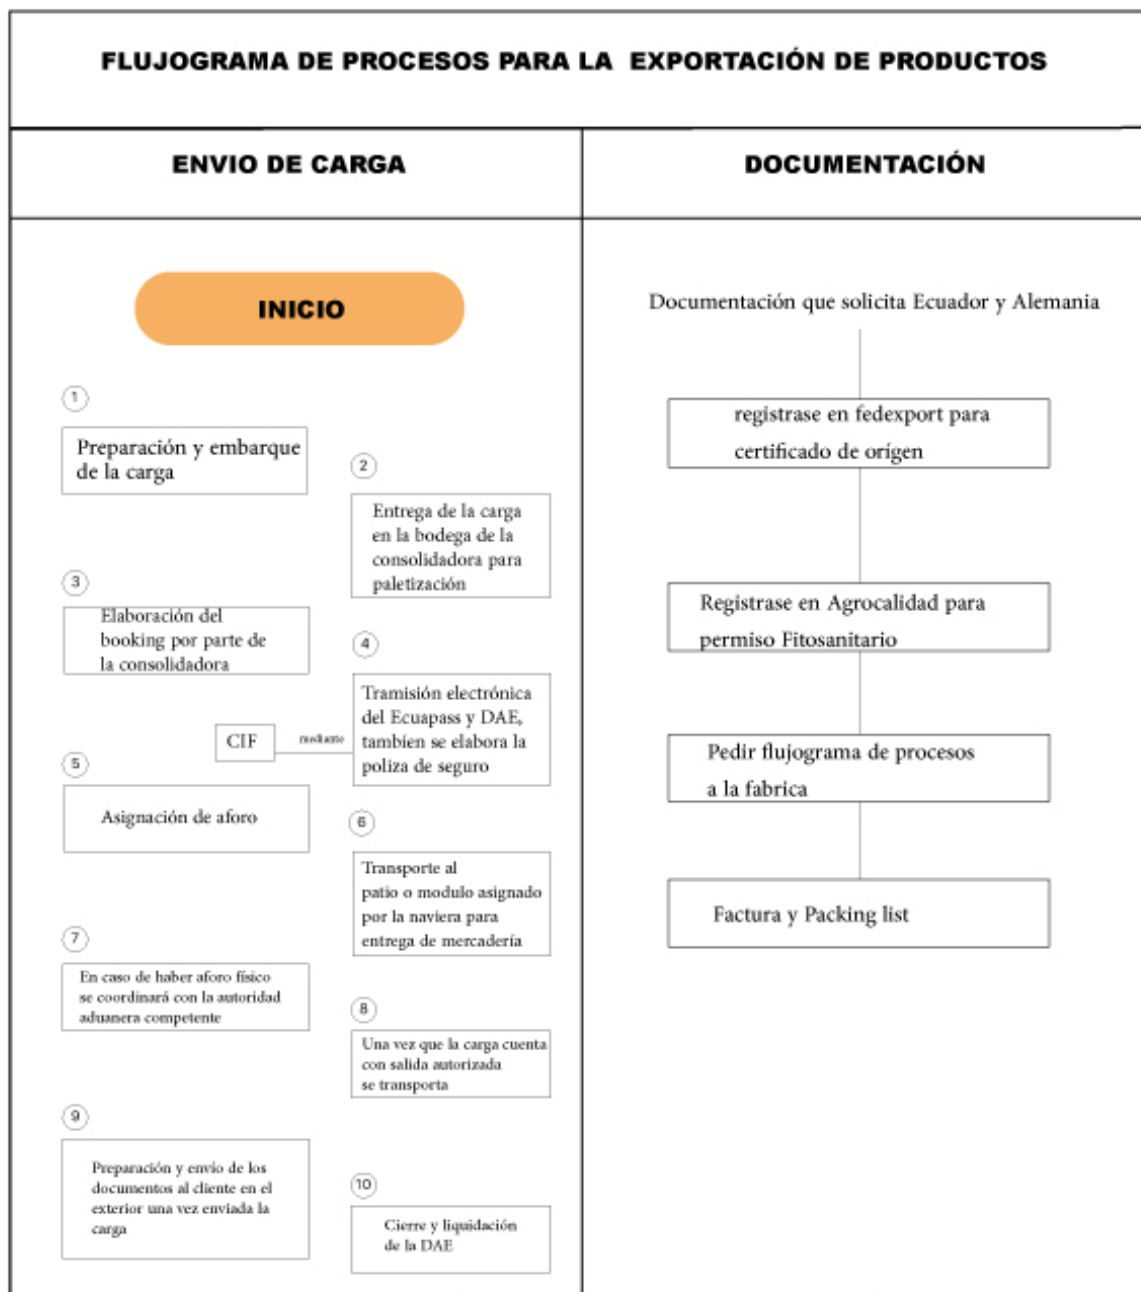 FLUJOGRAMA DE PROCESOS PARA LA EXPORTACIÓN DE PRODUCTOS
ENVIO DE CARGA
INICIO
1
Preparación y embarque
de la carga
2
Entrega de la carga
en la bodega de la
consolidadora para
paletización
3
Elaboración del
booking por parte de
la consolidadora
4
Tramisión electrónica
del Ecuapass y DAE,
tambien se elabora la
poliza de seguro
mediante
CIF
5
Asignación de aforo
6
Transporte al
patio o modulo asignado
por la naviera para
entrega de mercadería
7
En caso de haber aforo físico
se coordinará con la autoridad
aduanera competente
8
Una vez que la carga cuenta
con salida autorizada
se transporta
9
Preparación y envio de los
documentos al cliente en el
exterior una vez enviada la
carga
10
Cierre y liquidación
de la DAE
DOCUMENTACIÓN
Documentación que solicita Ecuador y Alemania
registrase en fedexport para
certificado de orígen
Registrase en Agrocalidad para
permiso Fitosanitario
Pedir flujograma de procesos
a la fabrica
Factura y Packing list